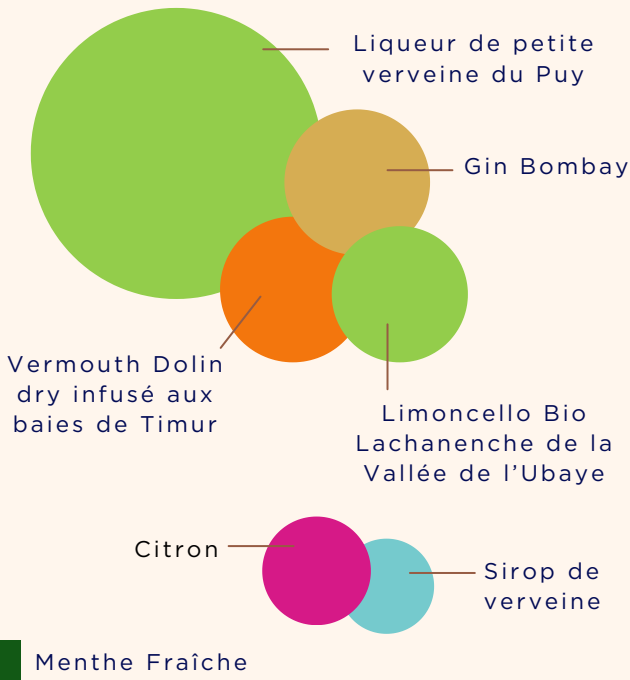 Liqueur de petite
verveine du Puy
Gin Bombay
Vermouth Dolin
dry infusé aux
baies de Timur
Limoncello Bio
Lachanenche de la
Vallée de l'Ubaye
Citron
Sirop de
verveine
Menthe Fraîche